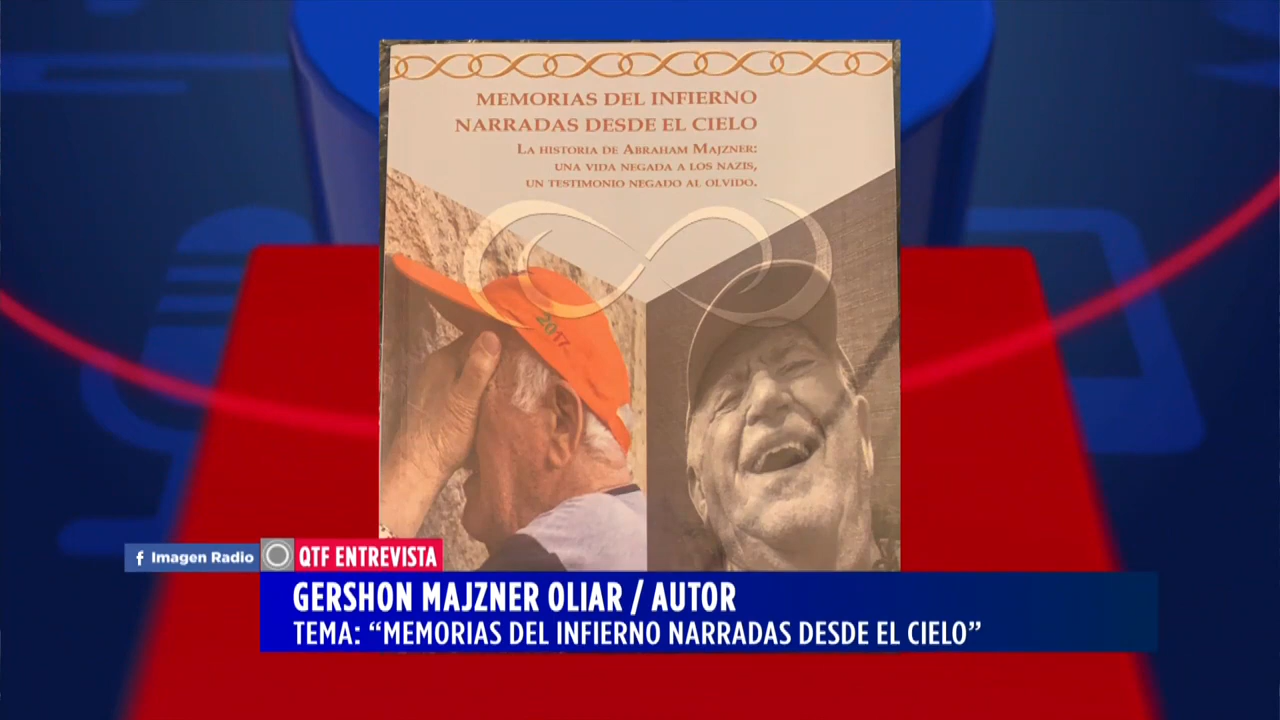 MEMORIAS DEL INFIERNO
NARRADAS DESDE EL CIELO
LA HISTORIA DE ABRAHAM MAJZNER:
UNA VIDA NEGADA A LOS NAZIS,
UN TESTIMONIO NEGADO AL OLVIDO.
2017
f Imagen Radio
QTF ENTREVISTA
GERSHON MAJZNER OLIAR / AUTOR
TEMA: “MEMORIAS DEL INFIERNO NARRADAS DESDE EL CIELO”